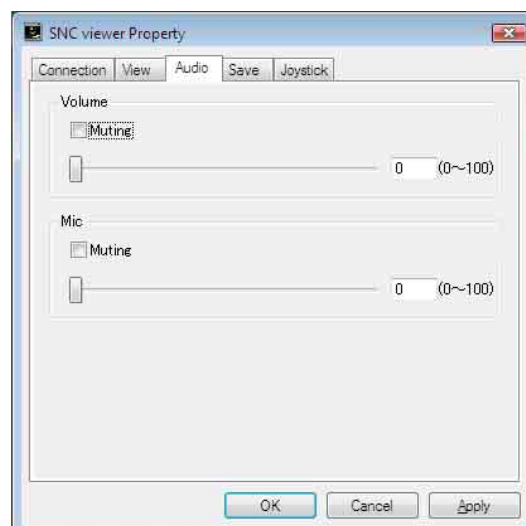 SNC viewer Property
Connection View Audio Save Joystick
Volume
Muting
0 (0~100)
Mic
Muting
0 (0~100)
OK Cancel Apply